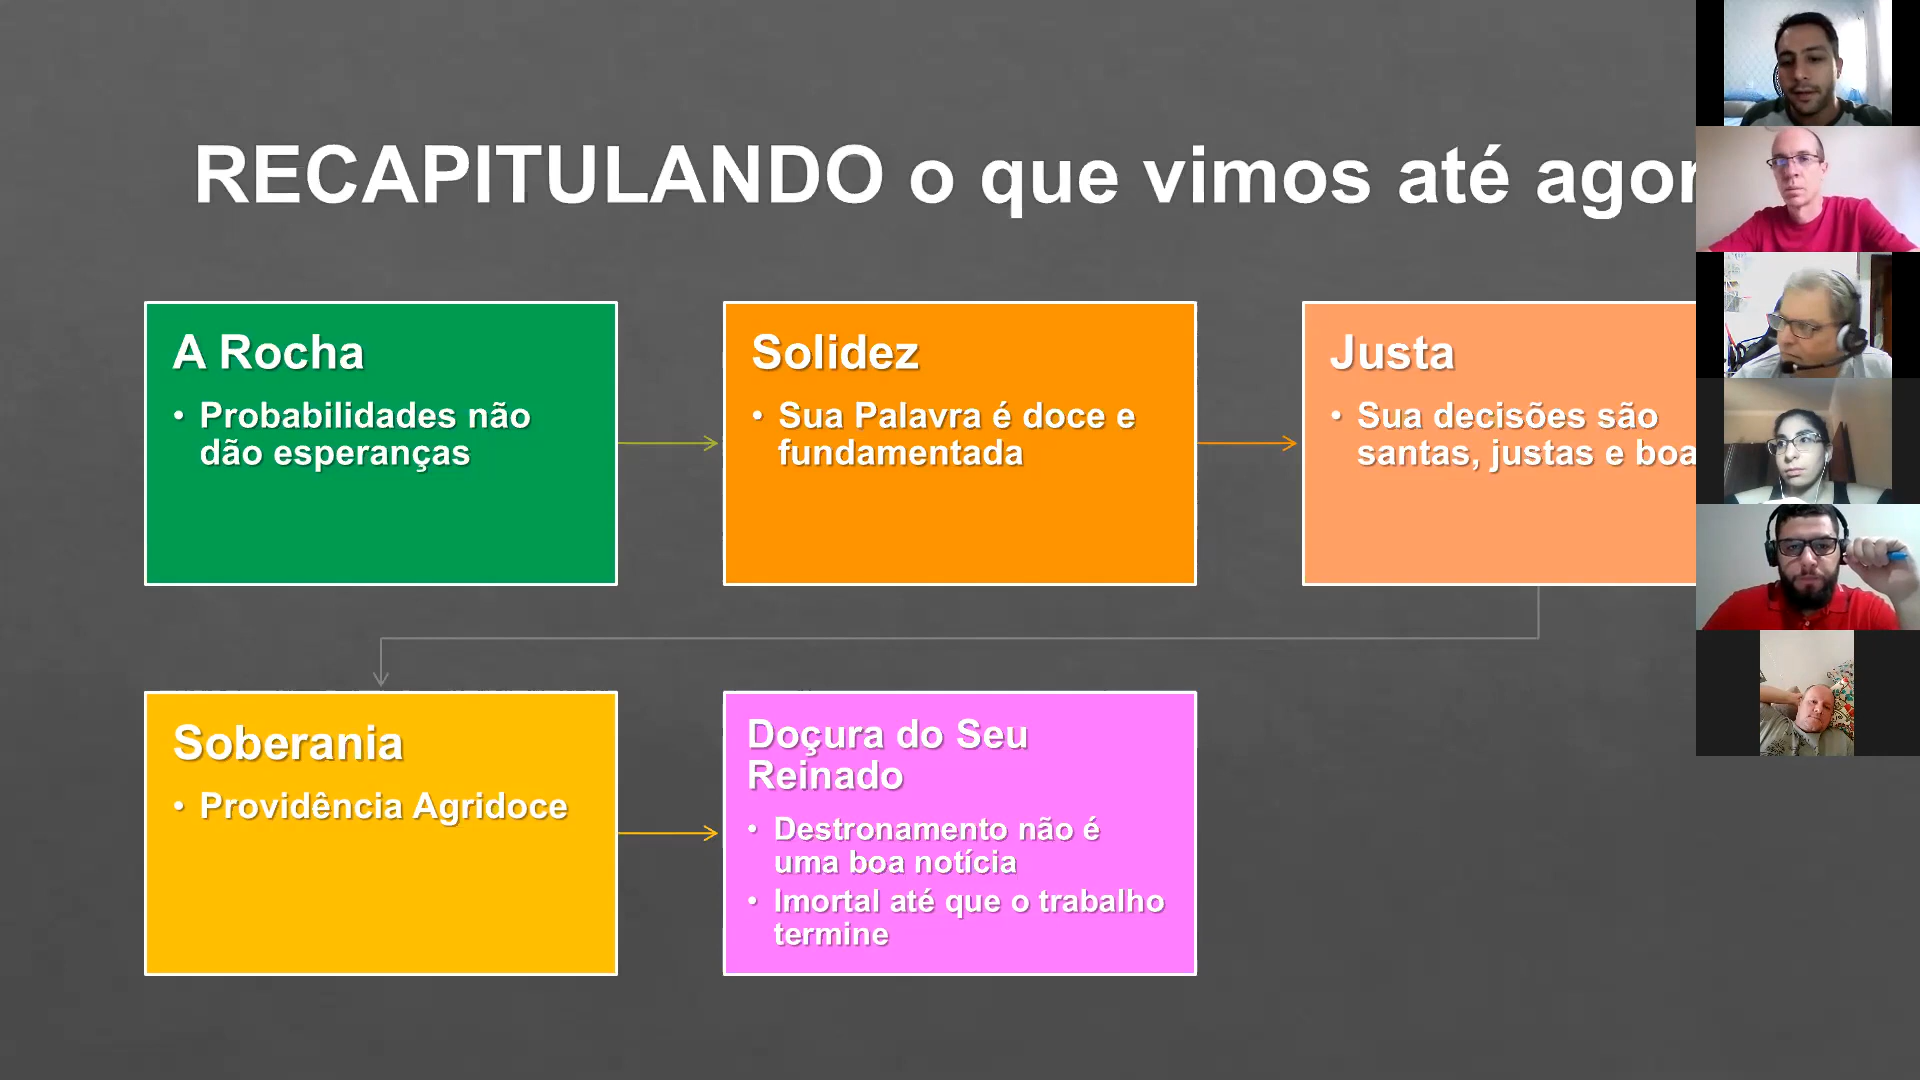 RECAPITULANDO o que vimos até agor
A Rocha
• Probabilidades não
dão esperanças
Solidez
• Sua Palavra é doce e
fundamentada
Justa
• Sua decisões são
santas, justas e boa
Soberania
• Providência Agridoce
Doçura do Seu
Reinado
• Destronamento não é
uma boa notícia
• Imortal até que o trabalho
termine